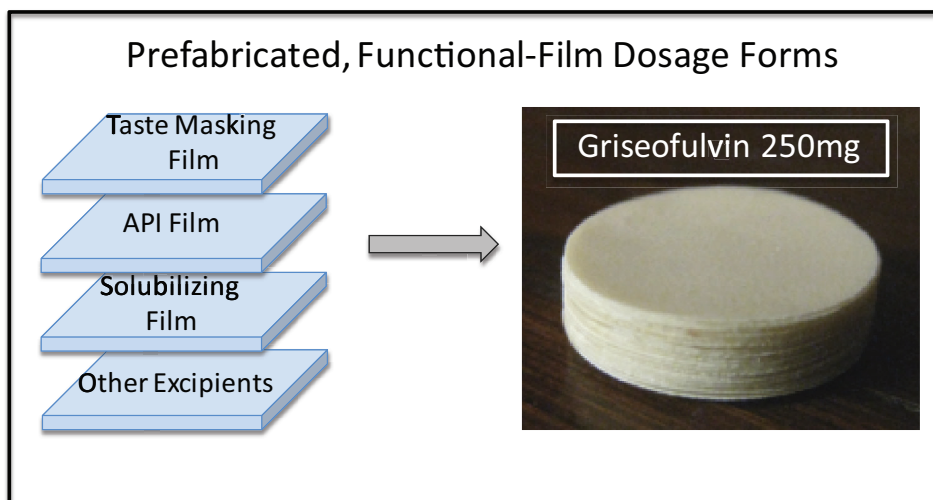 Prefabricated, Functional-Film Dosage Forms
Taste Masking
Film
API Film
Solubilizing
Film
Other Excipients
Griseofulvin 250mg